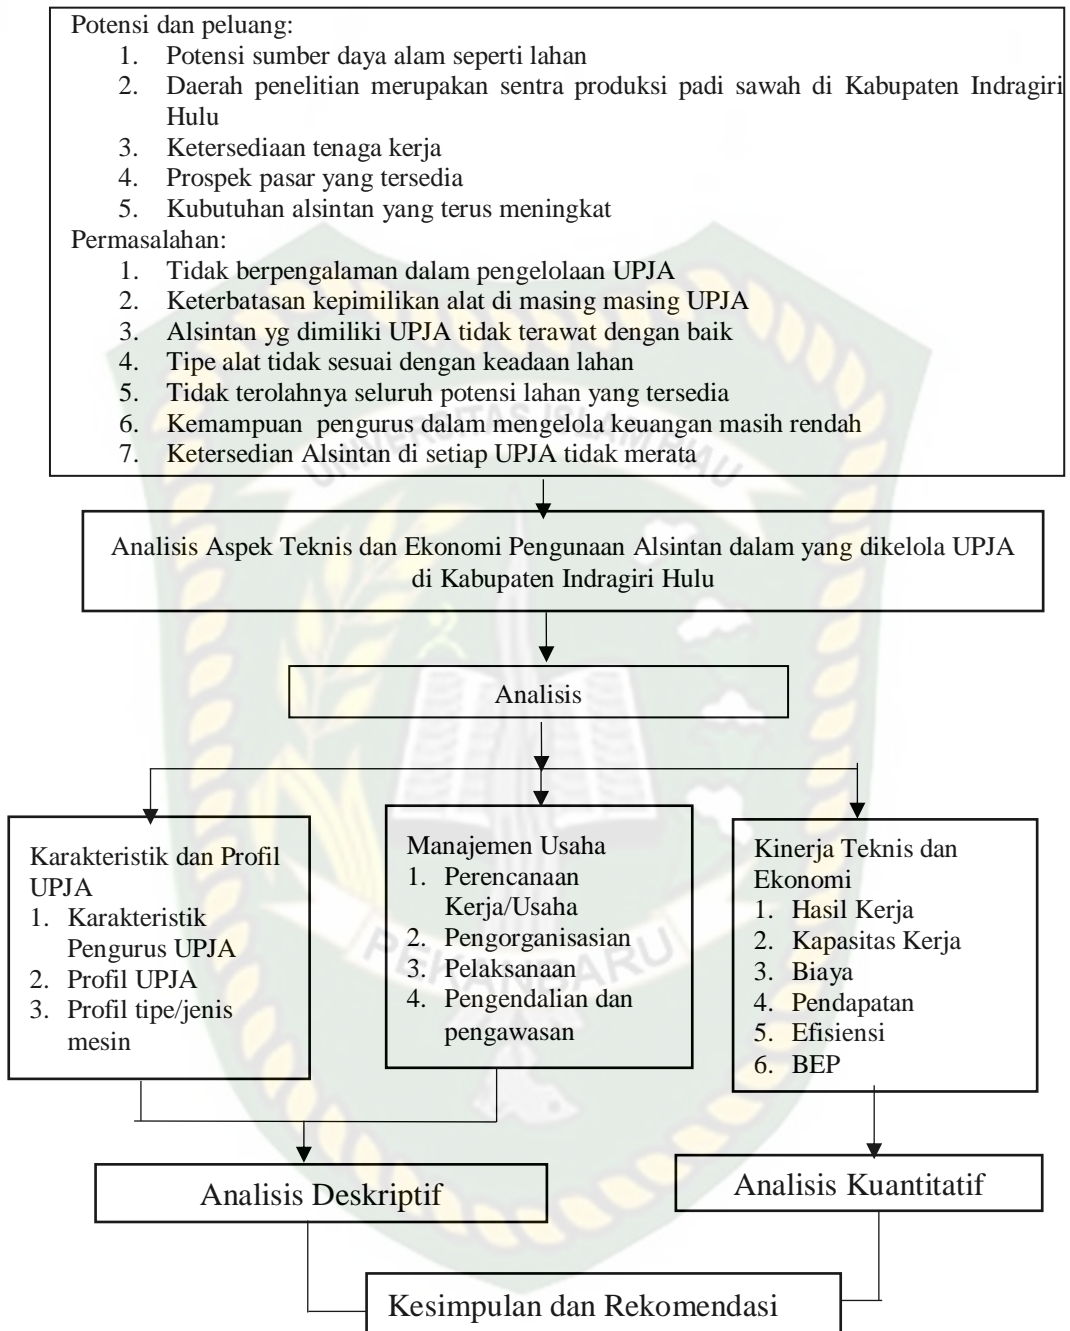 Potensi dan peluang:
1. Potensi sumber daya alam seperti lahan
2. Daerah penelitian merupakan sentra produksi padi sawah di Kabupaten Indragiri
Hulu
3. Ketersediaan tenaga kerja
4. Prospek pasar yang tersedia
5. Kubutuhan alsintan yang terus meningkat
Permasalahan:
1. Tidak berpengalaman dalam pengelolaan UPJA
2. Keterbatasan kepimilikan alat di masing masing UPJA
3. Alsintan yg dimiliki UPJA tidak terawat dengan baik
4. Tipe alat tidak sesuai dengan keadaan lahan
5. Tidak terolahnya seluruh potensi lahan yang tersedia
6. Kemampuan pengurus dalam mengelola keuangan masih rendah
7. Ketersedian Alsintan di setiap UPJA tidak merata
UNIVERSITAS ISLAM RIAU
Analisis Aspek Teknis dan Ekonomi Pengunaan Alsintan dalam yang dikelola UPJA
di Kabupaten Indragiri Hulu
Analisis
Karakteristik dan Profil
UPJA
1. Karakteristik
Pengurus UPJA
2. Profil UPJA
3. Profil tipe/jenis
mesin
Manajemen Usaha
1. Perencanaan
Kerja/Usaha
2. Pengorganisasian
3. Pelaksanaan
4. Pengendalian dan
pengawasan
Kinerja Teknis dan
Ekonomi
1. Hasil Kerja
2. Kapasitas Kerja
3. Biaya
4. Pendapatan
5. Efisiensi
6. BEP
PEKANBARU
Analisis Deskriptif
Analisis Kuantitatif
Kesimpulan dan Rekomendasi